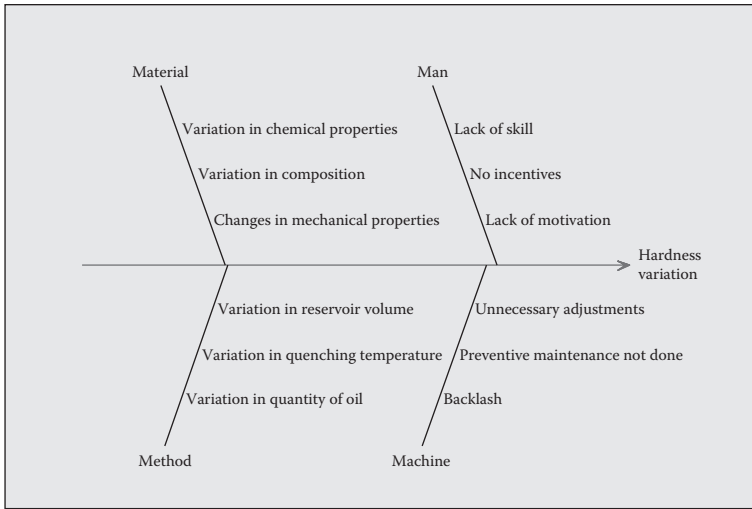 Material
Man
Variation in chemical properties
Lack of skill
Variation in composition
No incentives
Changes in mechanical properties
Lack of motivation
Hardness
variation
Variation in reservoir volume
Unnecessary adjustments
Variation in quenching temperature
Preventive maintenance not done
Variation in quantity of oil
Backlash
Method
Machine